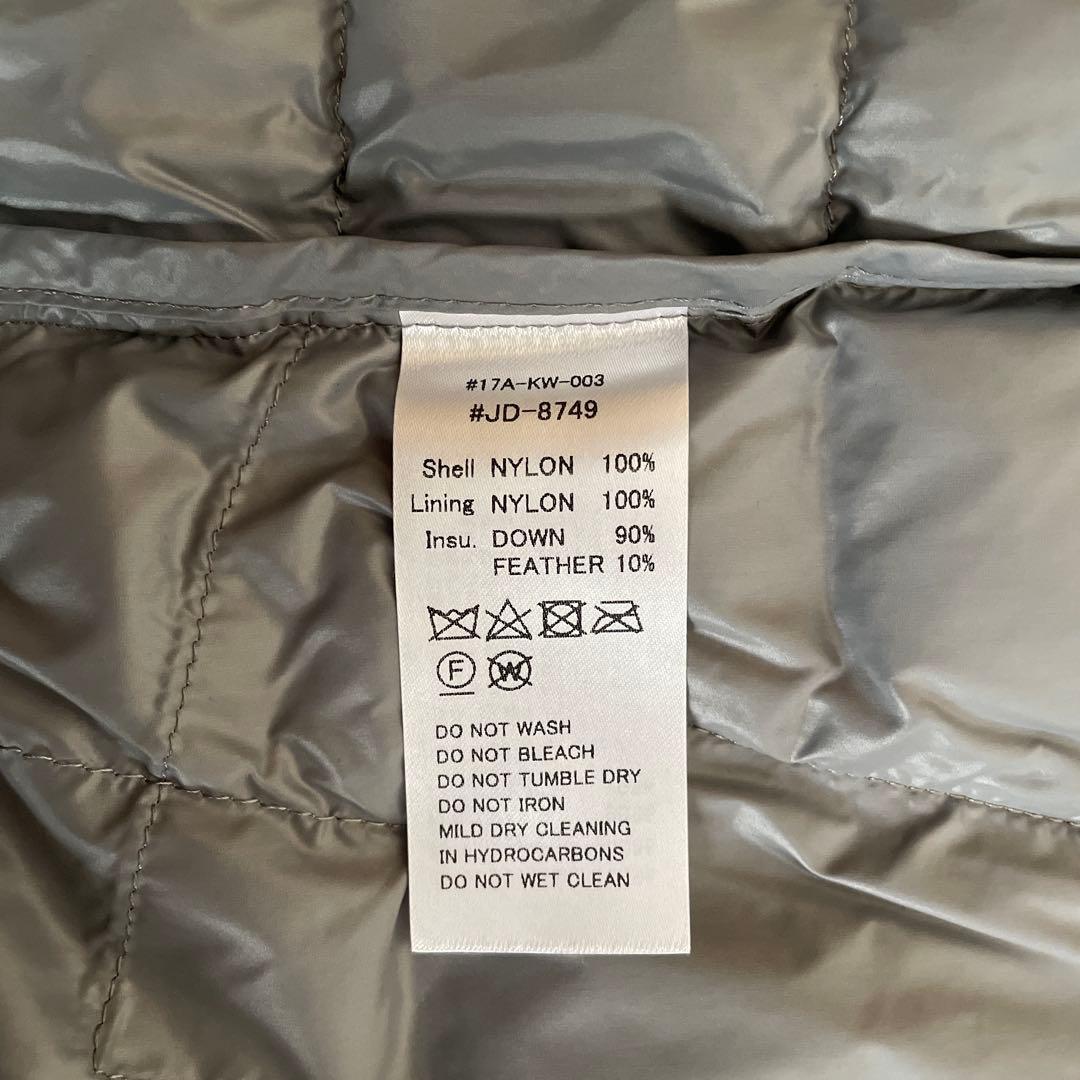 #17A-KW-003
#JD-8749
Shell NYLON 100%
Lining NYLON 100%
Insu. DOWN 90%
FEATHER 10%
F W
DO NOT WASH
DO NOT BLEACH
DO NOT TUMBLE DRY
DO NOT IRON
MILD DRY CLEANING
IN HYDROCARBONS
DO NOT WET CLEAN